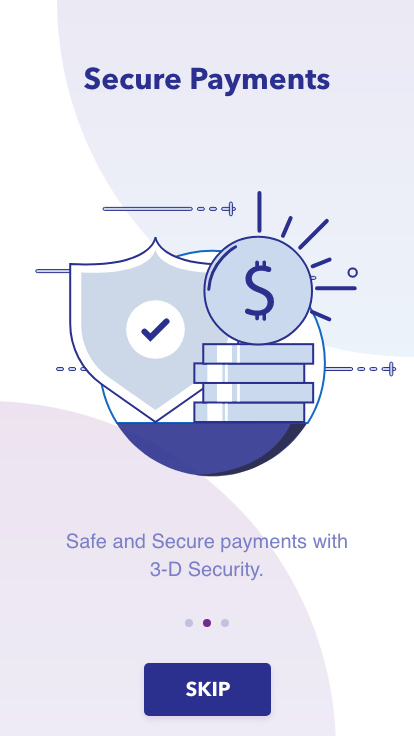 Secure Payments
$
Safe and Secure payments with
3-D Security.
SKIP